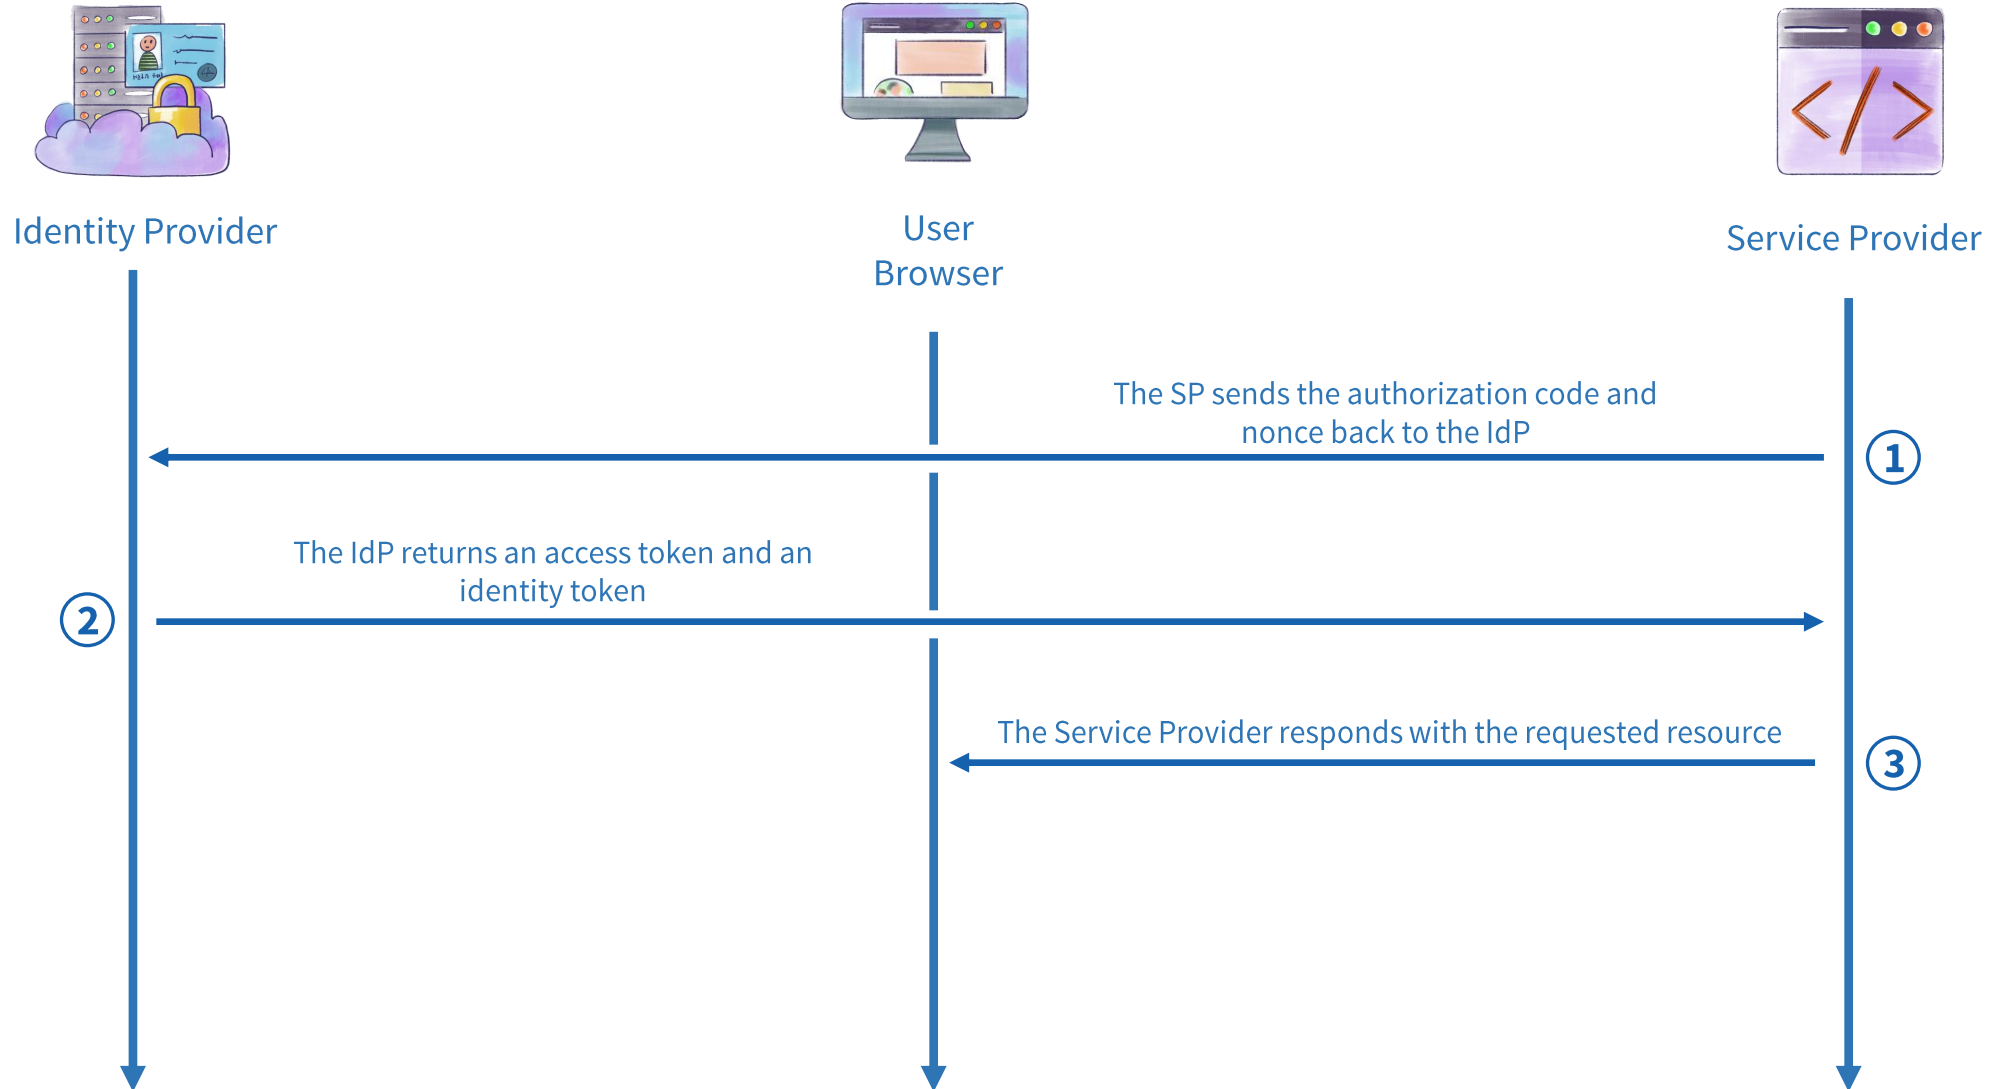 Identity Provider
User
Browser
Service Provider
The SP sends the authorization code and
nonce back to the IdP
1
The IdP returns an access token and an
identity token
2
The Service Provider responds with the requested resource
3